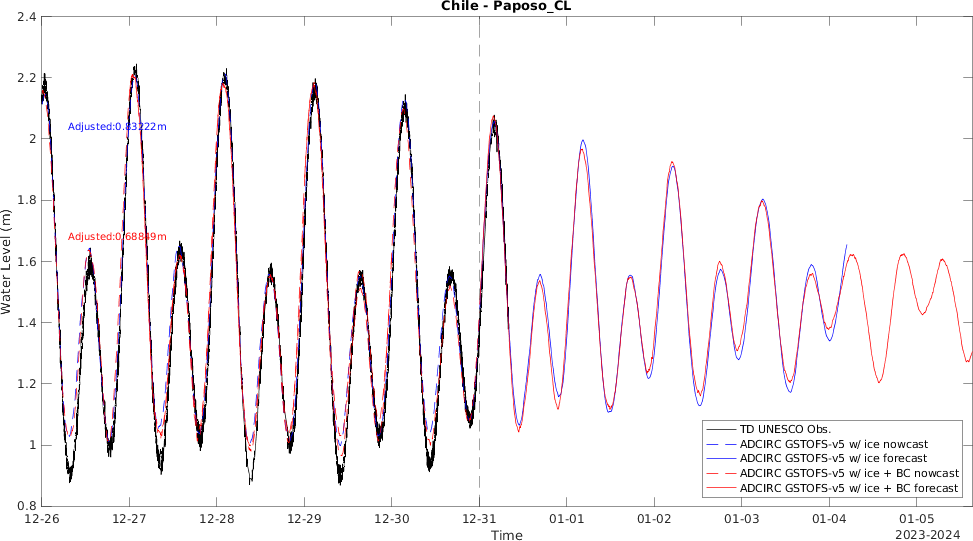 Chile - Paposo_CL
2.4
2.2
2
1.8
1.6
1.4
1.2
1
0.8
Water Level (m)
Adjusted:0.83222m
Adjusted:0.68849m
TD UNESCO Obs.
ADCIRC GSTOFS-v5 w/ ice nowcast
ADCIRC GSTOFS-v5 w/ ice forecast
ADCIRC GSTOFS-v5 w/ ice + BC nowcast
ADCIRC GSTOFS-v5 w/ ice + BC forecast
12-26 12-27 12-28 12-29 12-30 12-31 01-01 01-02 01-03 01-04 01-05
Time
2023-2024